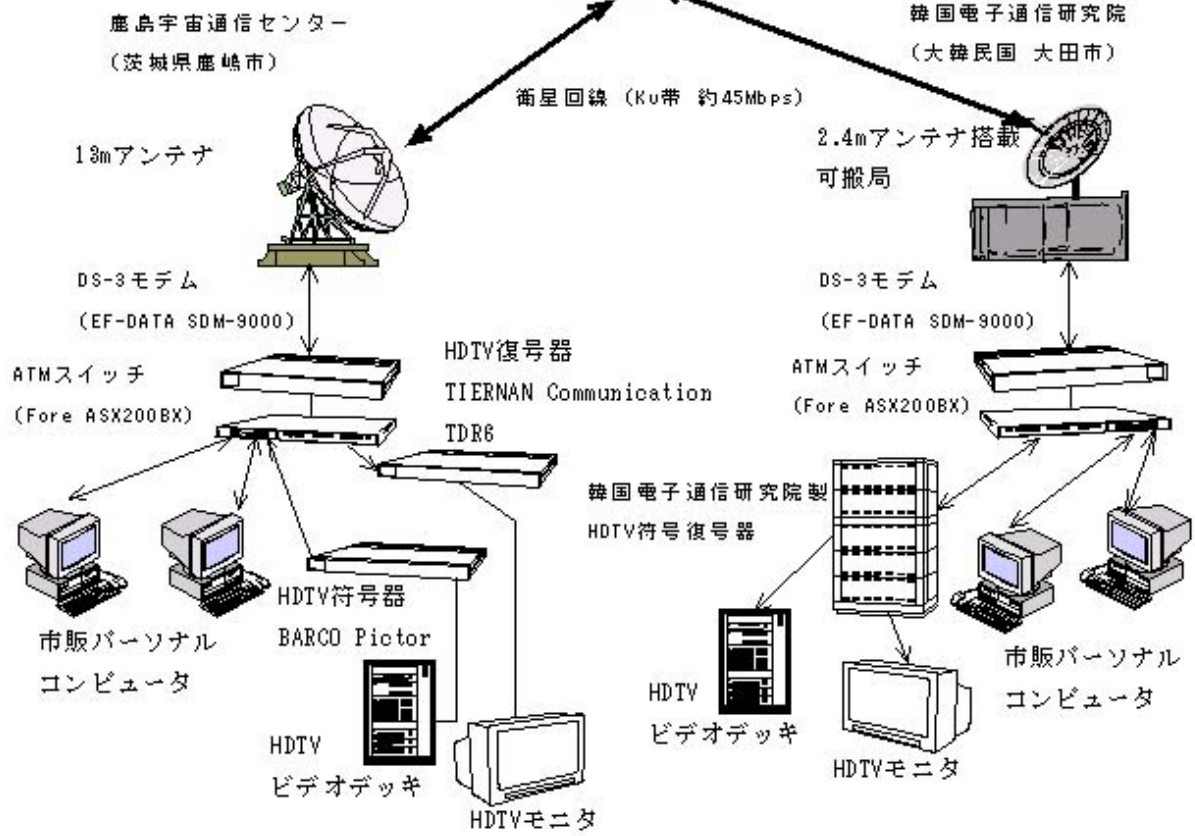 鹿島宇宙通信センター
(茨城県鹿嶋市)
韓国電子通信研究院
(大韓民国 大田市)
衛星回線 (Ku帯 約45Mbps)
13mアンテナ
2.4mアンテナ搭載
可搬局
DS-3モデム
(EF-DATA SDM-9000)
DS-3モデム
(EF-DATA SDM-9000)
ATMスイッチ
(Fore ASX200BX)
HDTV復号器
TIERNAN Communication
TDR6
ATMスイッチ
(Fore ASX200BX)
韓国電子通信研究院製
HDTV符号復号器
HDTV符号器
BARCO Pictor
市販パーソナル
コンピュータ
市販パーソナル
コンピュータ
HDTV
ビデオデッキ
HDTVモニタ
HDTV
ビデオデッキ
HDTVモニタ